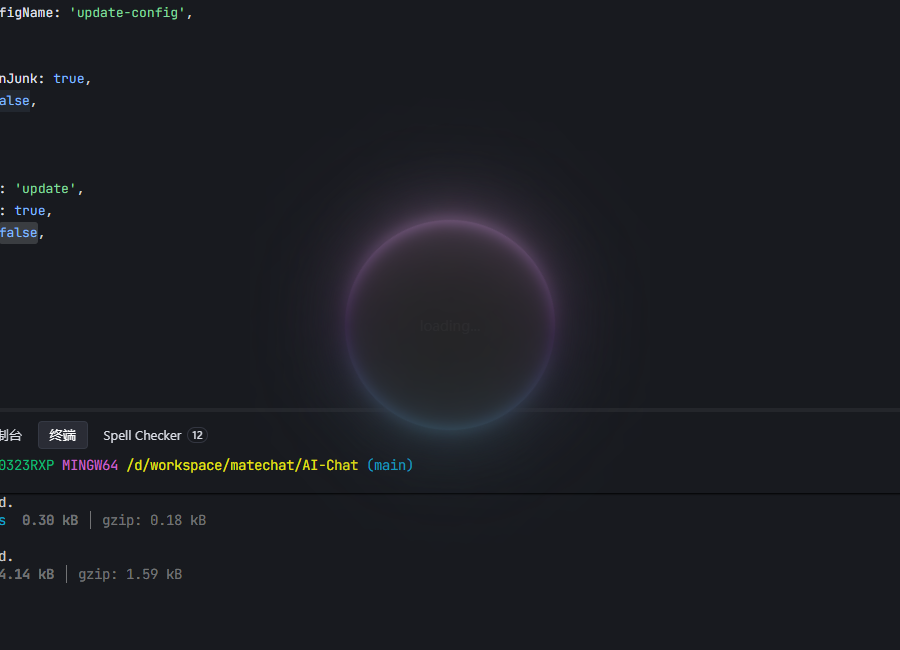 figName: 'update-config',
nJunk: true,
alse,
: 'update',
: true,
false,
loading...
制台 终端 Spell Checker 12
0323RXP MINGW64 /d/workspace/matechat/AI-Chat (main)
d.
s 0.30 kB │ gzip: 0.18 kB
d.
4.14 kB │ gzip: 1.59 kB